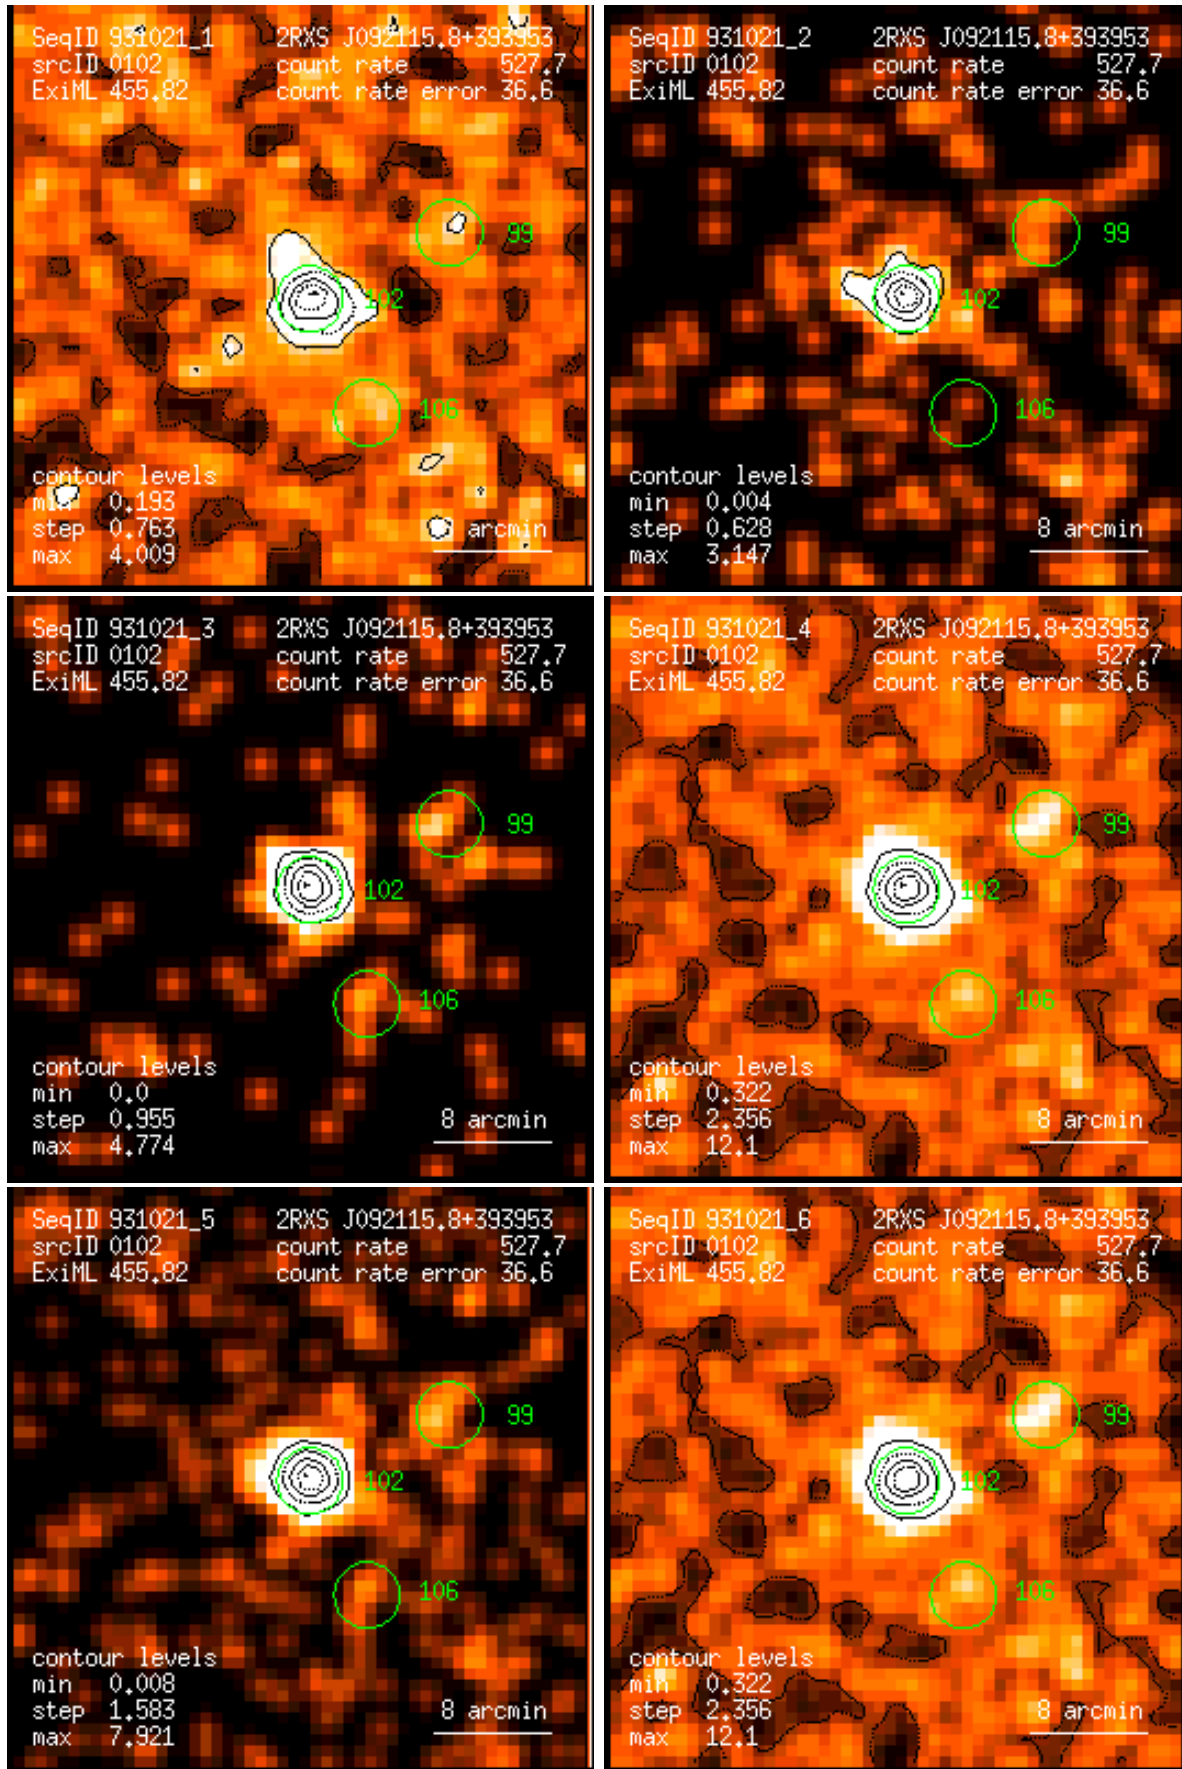 SeqID 931021_1 2RXS J092115.8+393953
srcID 0102 count rate 527.7
ExiML 455.82 count rate error 36.6
99
102
106
contour levels
min 0.193
step 0.763
max 4.009
8 arcmin
SeqID 931021_2 2RXS J092115.8+393953
srcID 0102 count rate 527.7
ExiML 455.82 count rate error 36.6
99
102
106
contour levels
min 0.004
step 0.628
max 3.147
8 arcmin
SeqID 931021_3 2RXS J092115.8+393953
srcID 0102 count rate 527.7
ExiML 455.82 count rate error 36.6
99
102
106
contour levels
min 0.0
step 0.955
max 4.774
8 arcmin
SeqID 931021_4 2RXS J092115.8+393953
srcID 0102 count rate 527.7
ExiML 455.82 count rate error 36.6
99
102
106
contour levels
min 0.322
step 2.356
max 12.1
8 arcmin
SeqID 931021_5 2RXS J092115.8+393953
srcID 0102 count rate 527.7
ExiML 455.82 count rate error 36.6
99
102
106
contour levels
min 0.008
step 1.583
max 7.921
8 arcmin
SeqID 931021_6 2RXS J092115.8+393953
srcID 0102 count rate 527.7
ExiML 455.82 count rate error 36.6
99
102
106
contour levels
min 0.322
step 2.356
max 12.1
8 arcmin